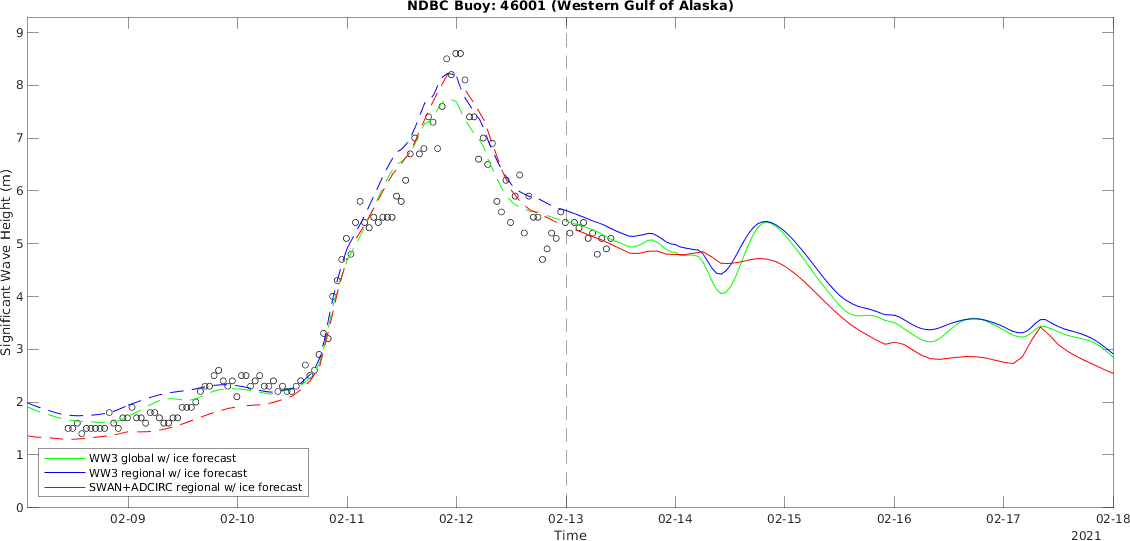 NDBC Buoy: 46001 (Western Gulf of Alaska)
9
8
7
6
5
4
3
2
1
0
Significant Wave Height (m)
WW3 global w/ ice forecast
WW3 regional w/ ice forecast
SWAN+ADCIRC regional w/ ice forecast
02-09 02-10 02-11 02-12 02-13 02-14 02-15 02-16 02-17 02-18
Time
2021